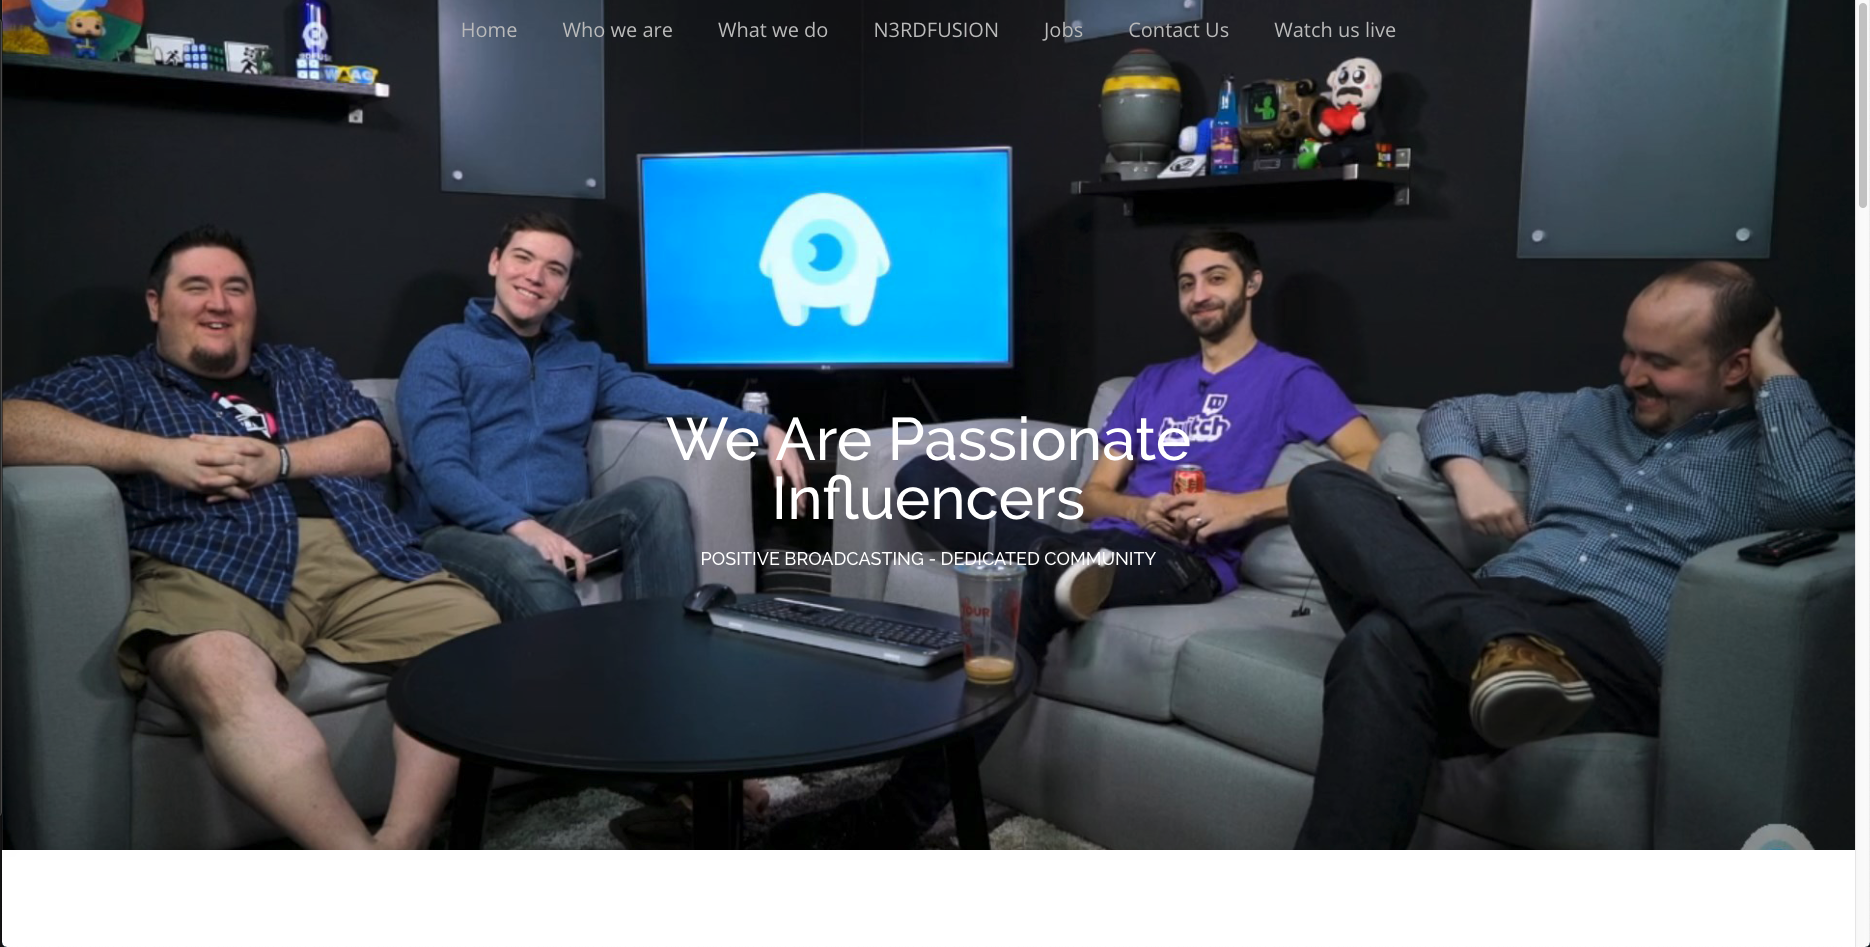 Home Who we are What we do N3RDFUSION Jobs Contact Us Watch us live
We Are Passionate
Influencers
twitch
POSITIVE BROADCASTING - DEDICATED COMMUNITY